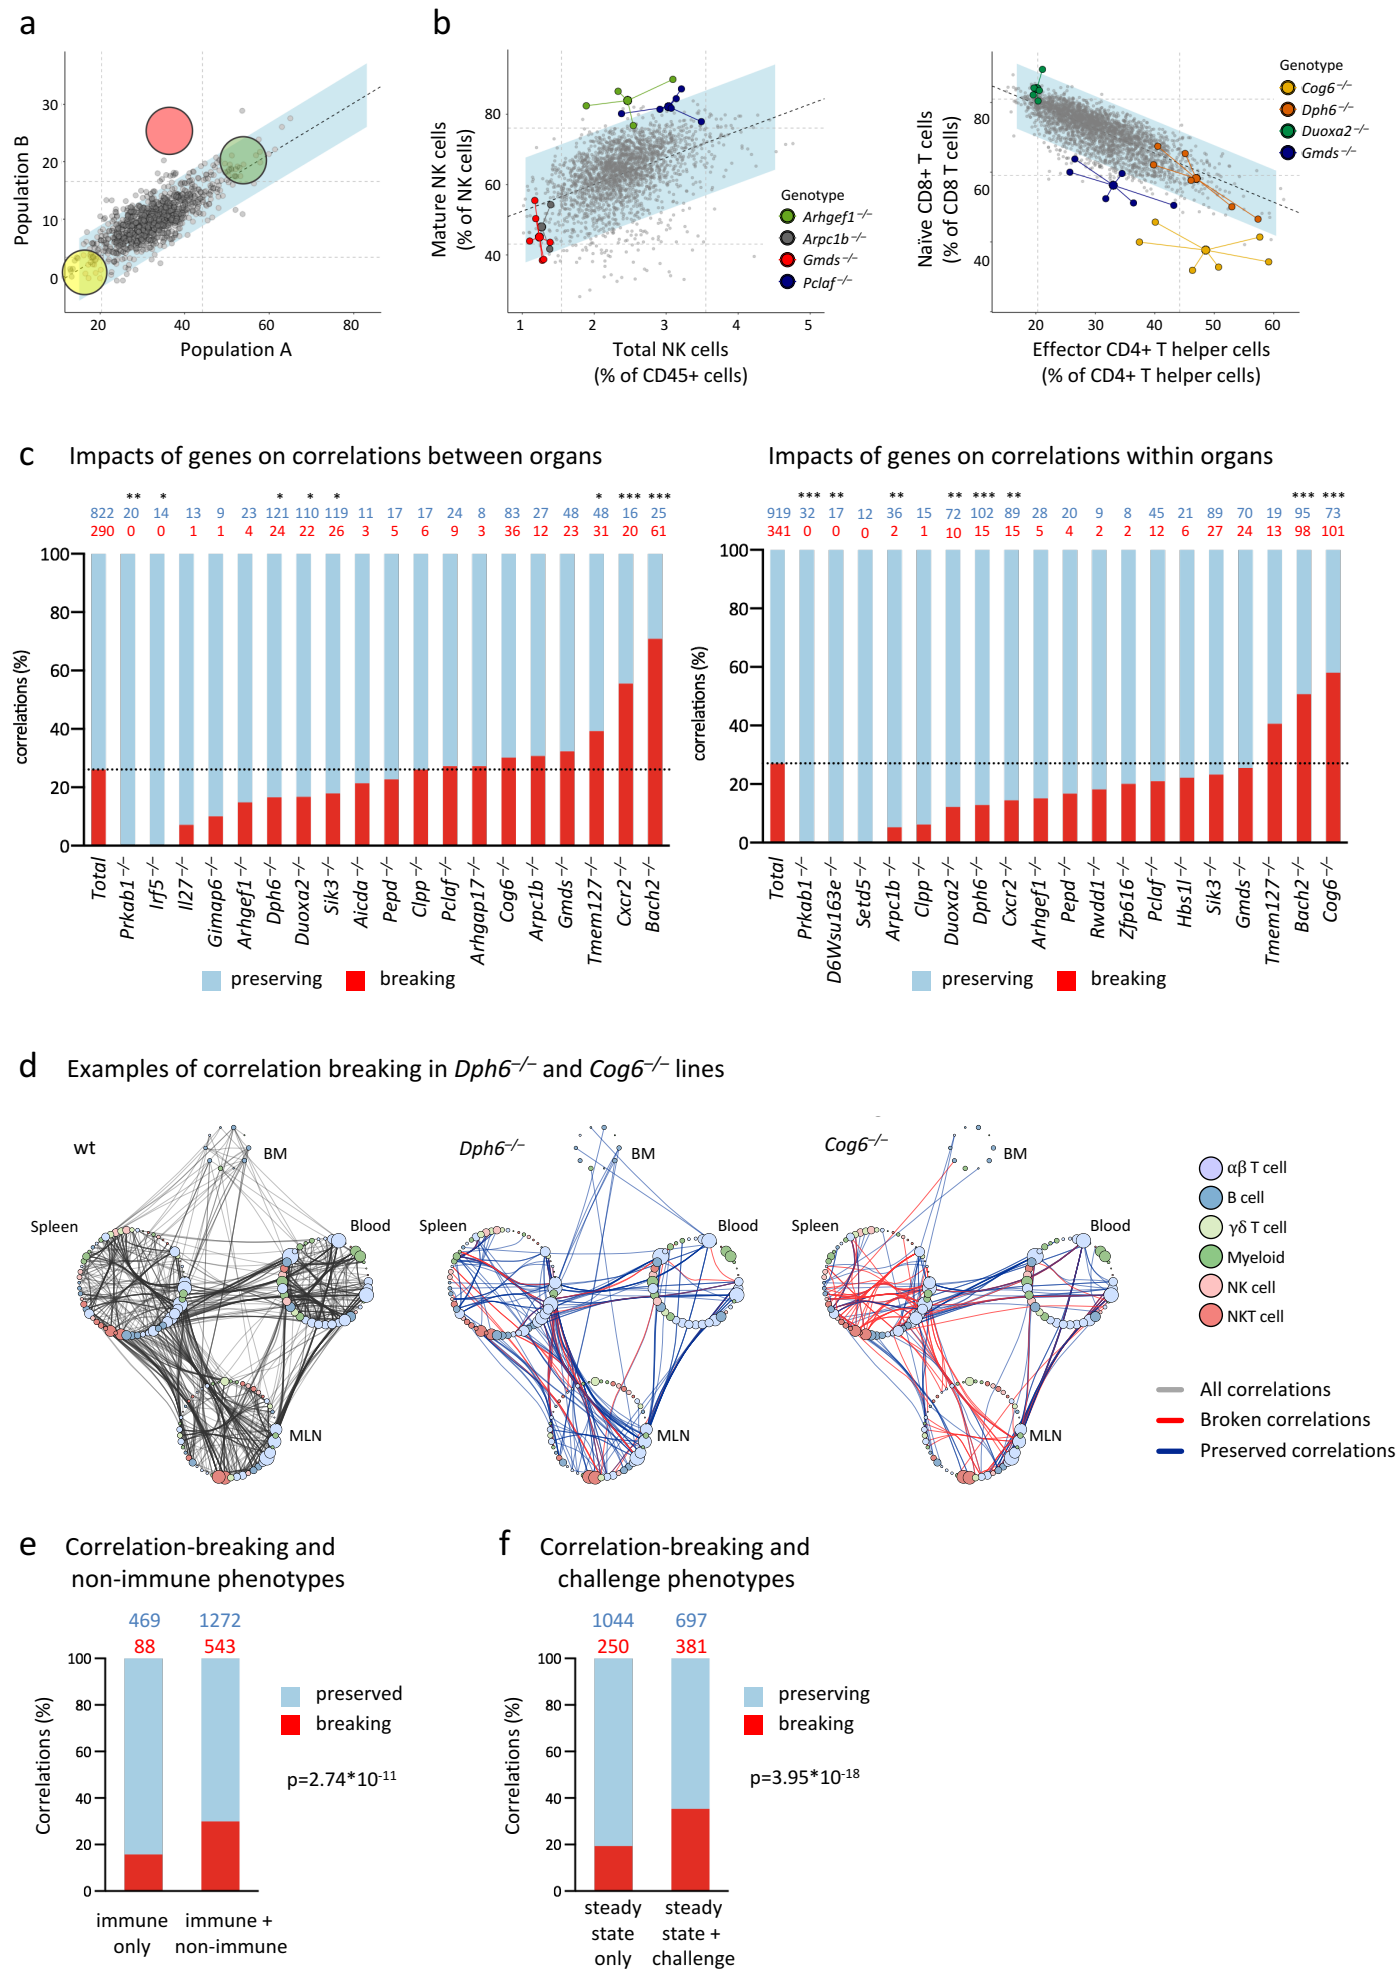 a
30
20
10
0
20
40
60
80
Population B
Population A
b
80
60
40
1
2
3
4
5
Mature NK cells
(% of NK cells)
Total NK cells
(% of CD45+ cells)
Genotype
Arhgef1−/−
Arpc1b−/−
Gmds−/−
Pclaf−/−
80
60
40
20
30
40
50
60
Naïve CD8+ T cells
(% of CD8 T cells)
Effector CD4+ T helper cells
(% of CD4+ T helper cells)
Genotype
Cog6−/−
Dph6−/−
Duoxa2−/−
Gmds−/−
c Impacts of genes on correlations between organs
** * * * * * *** ***
822 20 14 13 9 23 121 110 119 11 17 17 24 8 83 27 48 48 16 25
290 0 0 1 1 4 24 22 26 3 5 6 9 3 36 12 23 31 20 61
100
80
60
40
20
0
correlations (%)
Total
Prkab1−/−
Irf5−/−
Il27−/−
Gimap6−/−
Arhgef1−/−
Dph6−/−
Duoxa2−/−
Sik3−/−
Aicda−/−
Pepd−/−
Clpp−/−
Pclaf−/−
Arhgap17−/−
Cog6−/−
Arpc1b−/−
Gmds−/−
Tmem127−/−
Cxcr2−/−
Bach2−/−
preserving breaking
Impacts of genes on correlations within organs
*** ** ** ** *** ** *** ***
919 32 17 12 36 15 72 102 89 28 20 9 8 45 21 89 70 19 95 73
341 0 0 0 2 1 10 15 15 5 4 2 2 12 6 27 24 13 98 101
100
80
60
40
20
0
correlations (%)
Total
Prkab1−/−
D6Wsu163e−/−
Setd5−/−
Arpc1b−/−
Clpp−/−
Duoxa2−/−
Dph6−/−
Cxcr2−/−
Arhgef1−/−
Pepd−/−
Rwdd1−/−
Zfp616−/−
Pclaf−/−
Hbs1l−/−
Sik3−/−
Gmds−/−
Tmem127−/−
Bach2−/−
Cog6−/−
preserving breaking
d Examples of correlation breaking in Dph6−/− and Cog6−/− lines
wt
BM
Spleen
Blood
MLN
Dph6−/−
BM
Spleen
Blood
MLN
Cog6−/−
BM
Spleen
Blood
MLN
αβ T cell
B cell
γδ T cell
Myeloid
NK cell
NKT cell
All correlations
Broken correlations
Preserved correlations
e Correlation-breaking and
non-immune phenotypes
469 1272
88 543
100
80
60
40
20
0
Correlations (%)
immune
only
immune +
non-immune
preserved
breaking
p=2.74*10-11
f Correlation-breaking and
challenge phenotypes
1044 697
250 381
100
80
60
40
20
0
Correlations (%)
steady
state
only
steady
state +
challenge
preserving
breaking
p=3.95*10-18